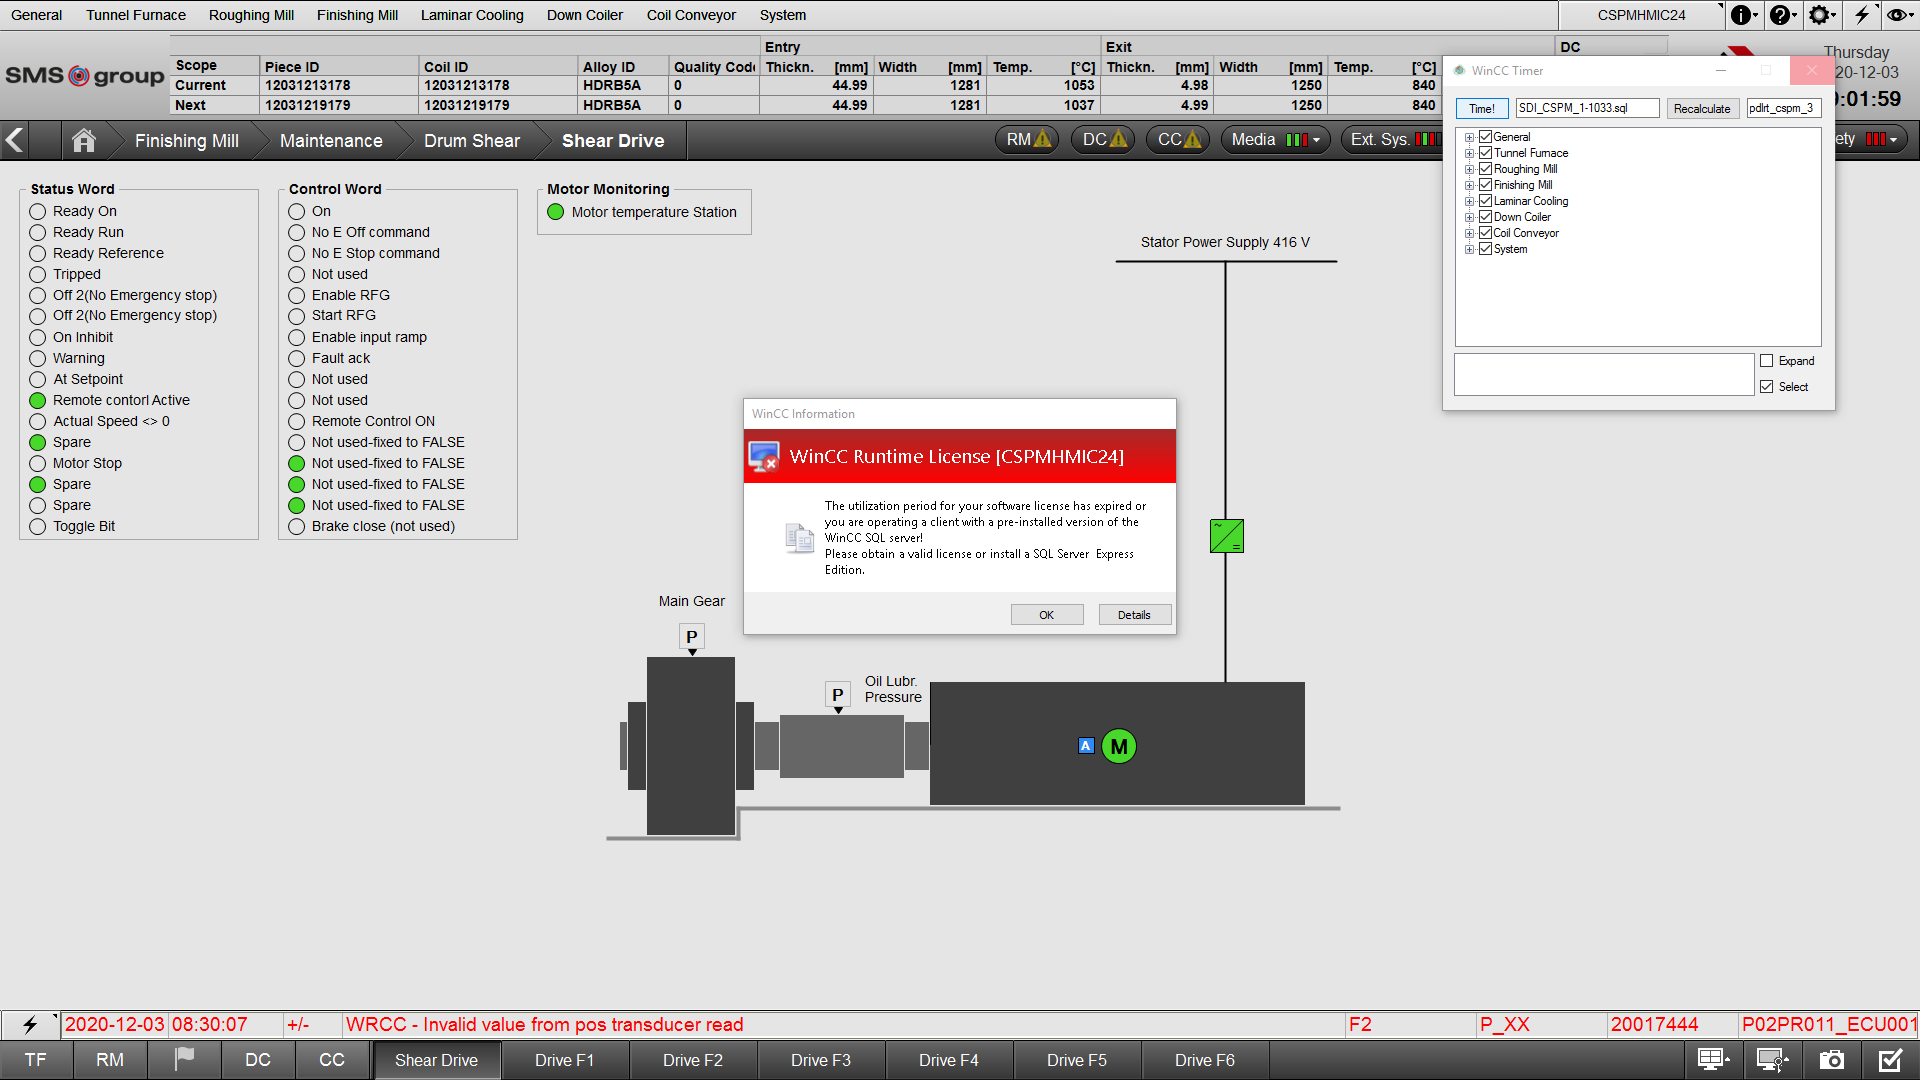 General Tunnel Furnace Roughing Mill Finishing Mill Laminar Cooling Down Coiler Coil Conveyor System CSPMHMIC24
SMS group
Entry Exit DC
Scope Piece ID Coil ID Alloy ID Quality Code Thickn. [mm] Width [mm] Temp. [°C] Thickn. [mm] Width [mm] Temp. [°C]
Current 12031213178 12031213178 HDRB5A 0 44.99 1281 1053 4.98 1250 840
Next 12031219179 12031219179 HDRB5A 0 44.99 1281 1037 4.99 1250 840
Thursday
20-12-03
0:01:59
Finishing Mill Maintenance Drum Shear Shear Drive RM DC CC Media Ext. Sys. ety
WinCC Timer
Time! SDI_CSPM_1-1033.sql Recalculate pdlrt_cspm_3
General
Tunnel Furnace
Roughing Mill
Finishing Mill
Laminar Cooling
Down Coiler
Coil Conveyor
System
Expand
Select
Status Word
Ready On
Ready Run
Ready Reference
Tripped
Off 2(No Emergency stop)
Off 2(No Emergency stop)
On Inhibit
Warning
At Setpoint
Remote contorl Active
Actual Speed <> 0
Spare
Motor Stop
Spare
Spare
Toggle Bit
Control Word
On
No E Off command
No E Stop command
Not used
Enable RFG
Start RFG
Enable input ramp
Fault ack
Not used
Not used
Remote Control ON
Not used-fixed to FALSE
Not used-fixed to FALSE
Not used-fixed to FALSE
Not used-fixed to FALSE
Brake close (not used)
Motor Monitoring
Motor temperature Station
Stator Power Supply 416 V
WinCC Information
WinCC Runtime License [CSPMHMIC24]
The utilization period for your software license has expired or
you are operating a client with a pre-installed version of the
WinCC SQL server!
Please obtain a valid license or install a SQL Server Express
Edition.
OK Details
Main Gear
P
Oil Lubr.
Pressure
P
A M
2020-12-03 08:30:07 +/- WRCC - Invalid value from pos transducer read F2 P_XX 20017444 P02PR011_ECU001
TF RM DC CC Shear Drive Drive F1 Drive F2 Drive F3 Drive F4 Drive F5 Drive F6